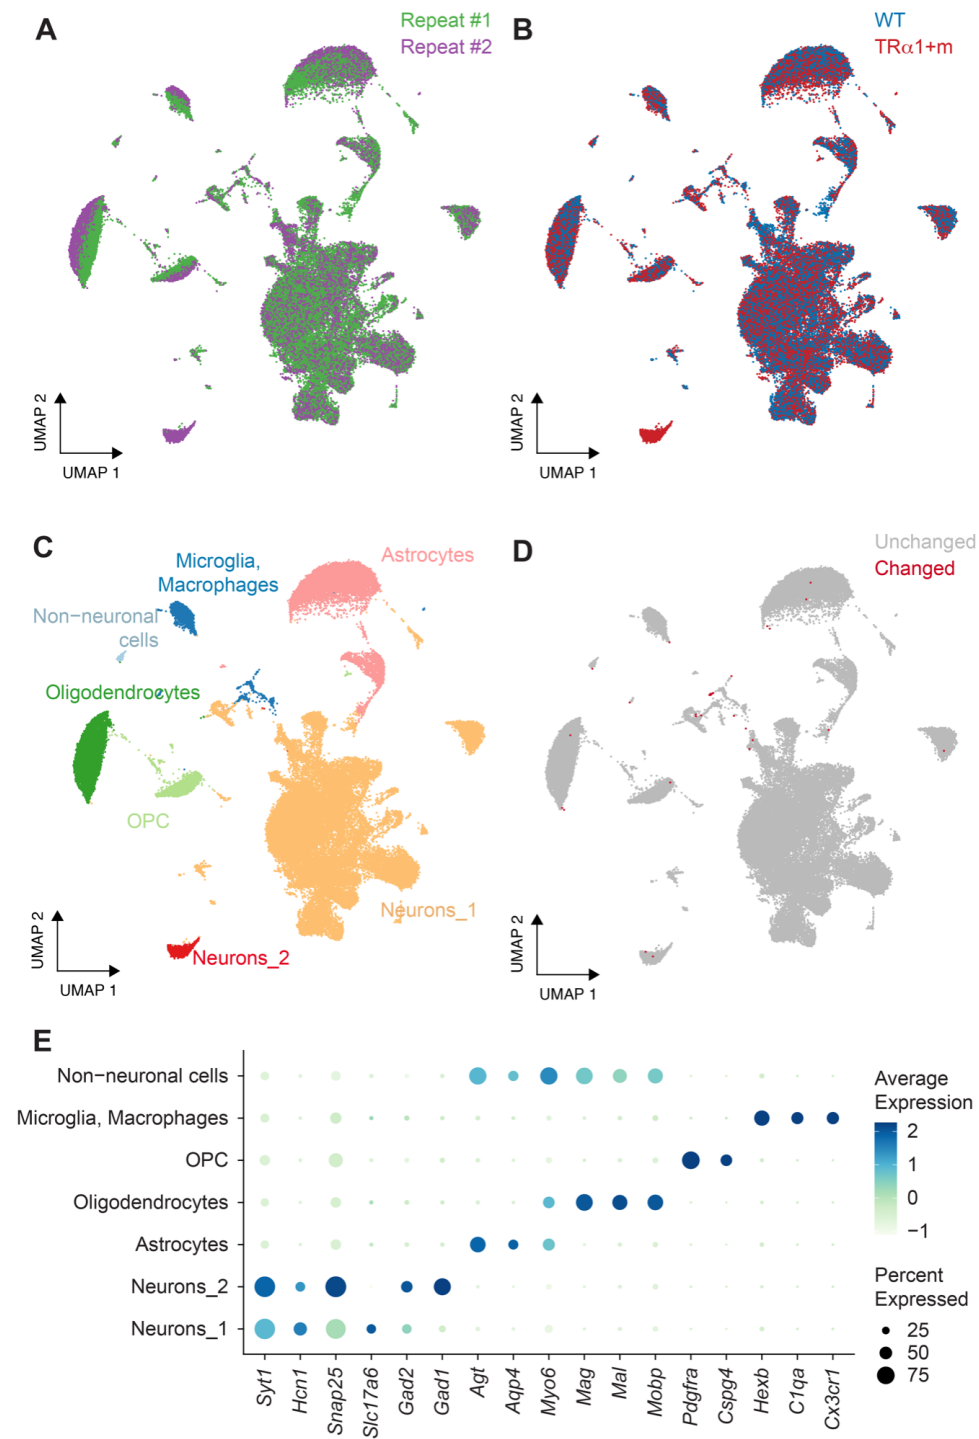 A
Repeat #1
Repeat #2
UMAP 2
UMAP 1
B
WT
TRα1+m
UMAP 2
UMAP 1
C
Microglia,
Macrophages
Astrocytes
Non−neuronal
cells
Oligodendrocytes
OPC
Neurons_1
Neurons_2
UMAP 2
UMAP 1
D
Unchanged
Changed
UMAP 2
UMAP 1
E
Non−neuronal cells
Microglia, Macrophages
OPC
Oligodendrocytes
Astrocytes
Neurons_2
Neurons_1
Syt1
Hcn1
Snap25
Slc17a6
Gad2
Gad1
Agt
Aqp4
Myo6
Mag
Mal
Mobp
Pdgfra
Cspg4
Hexb
C1qa
Cx3cr1
Average
Expression
2
1
0
−1
Percent
Expressed
25
50
75